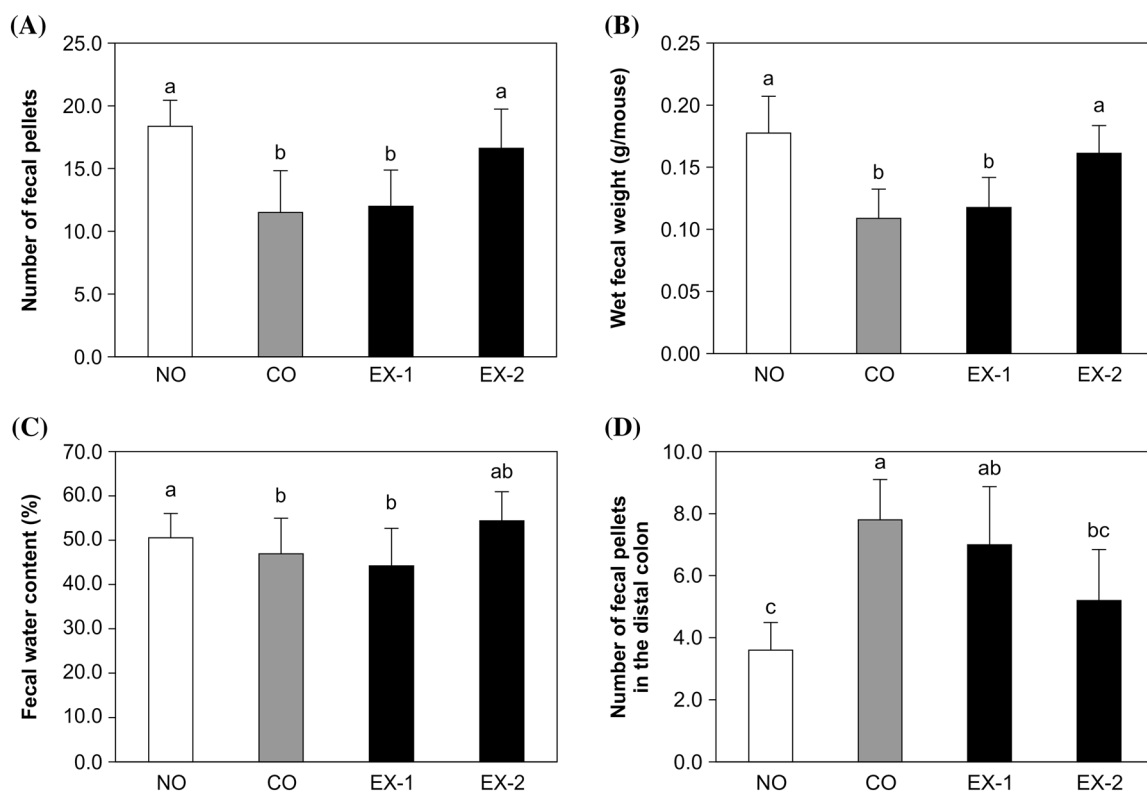 (A)
Number of fecal pellets
25.0
20.0
15.0
10.0
5.0
0.0
a
b
b
a
NO CO EX-1 EX-2
(B)
Wet fecal weight (g/mouse)
0.25
0.20
0.15
0.10
0.05
0.00
a
b
b
a
NO CO EX-1 EX-2
(C)
Fecal water content (%)
70.0
60.0
50.0
40.0
30.0
20.0
10.0
0.0
a
b
b
ab
NO CO EX-1 EX-2
(D)
Number of fecal pellets
in the distal colon
10.0
8.0
6.0
4.0
2.0
0.0
c
a
ab
bc
NO CO EX-1 EX-2